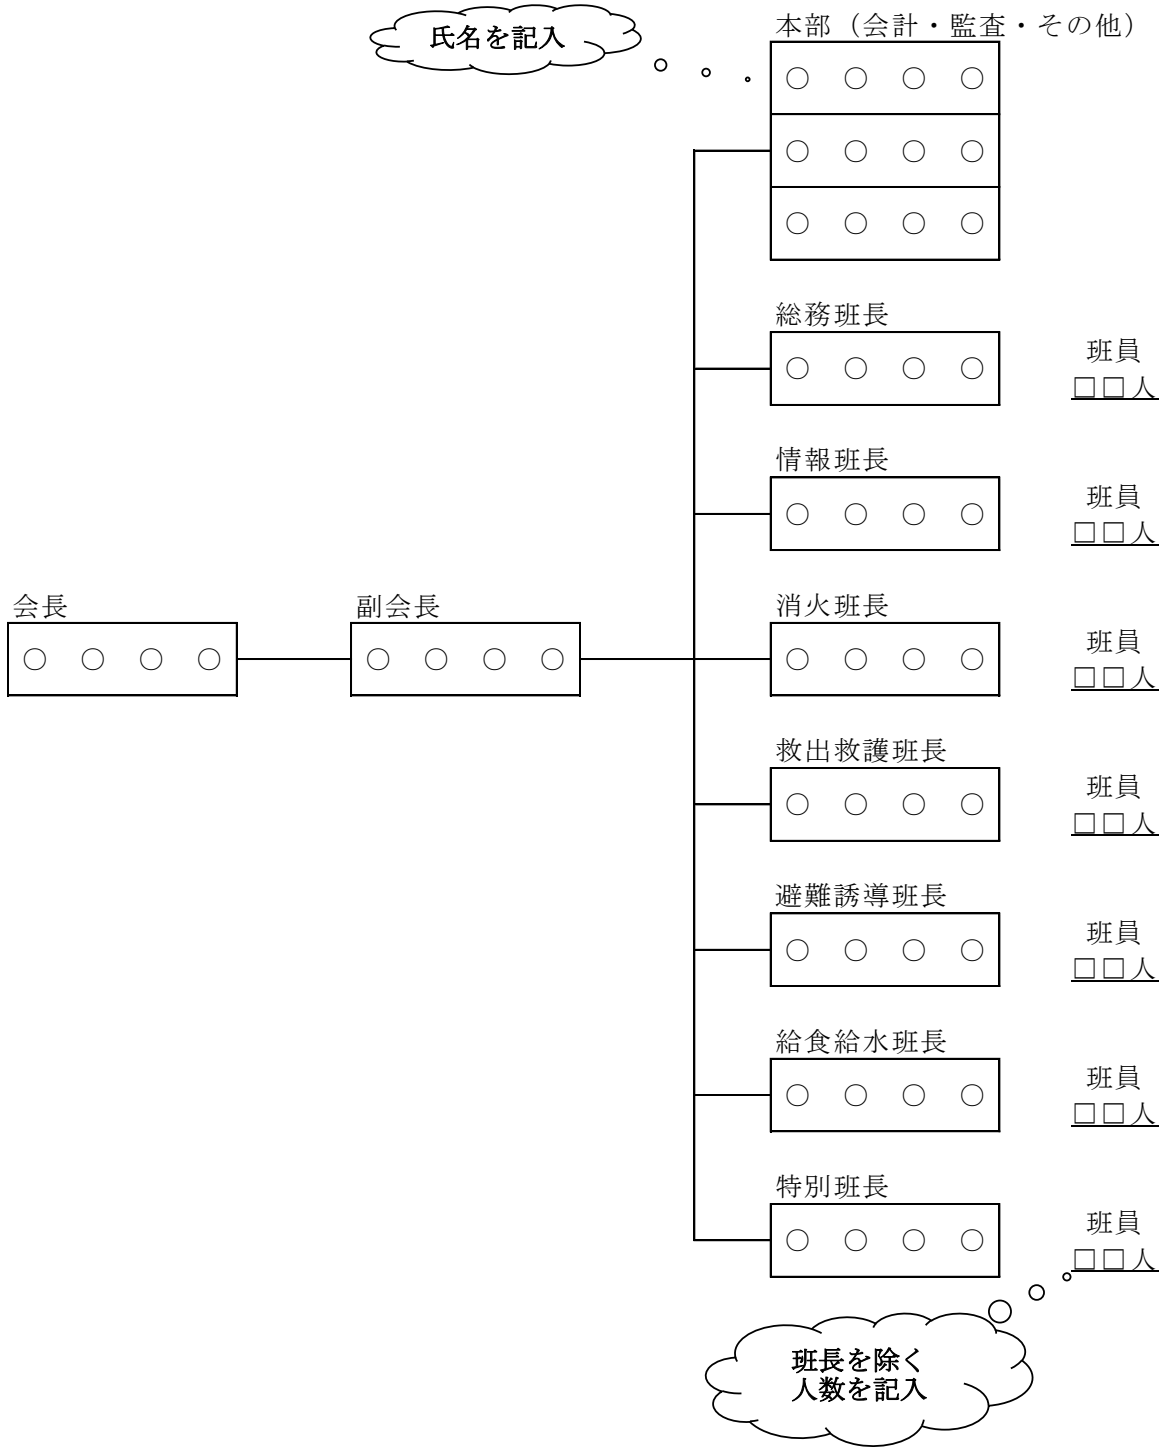 氏名を記入
本部（会計・監査・その他）
○ ○ ○ ○
○ ○ ○ ○
○ ○ ○ ○
総務班長
○ ○ ○ ○
班員
□□人
情報班長
○ ○ ○ ○
班員
□□人
会長
○ ○ ○ ○
副会長
○ ○ ○ ○
消火班長
○ ○ ○ ○
班員
□□人
救出救護班長
○ ○ ○ ○
班員
□□人
避難誘導班長
○ ○ ○ ○
班員
□□人
給食給水班長
○ ○ ○ ○
班員
□□人
特別班長
○ ○ ○ ○
班員
□□人
班長を除く
人数を記入